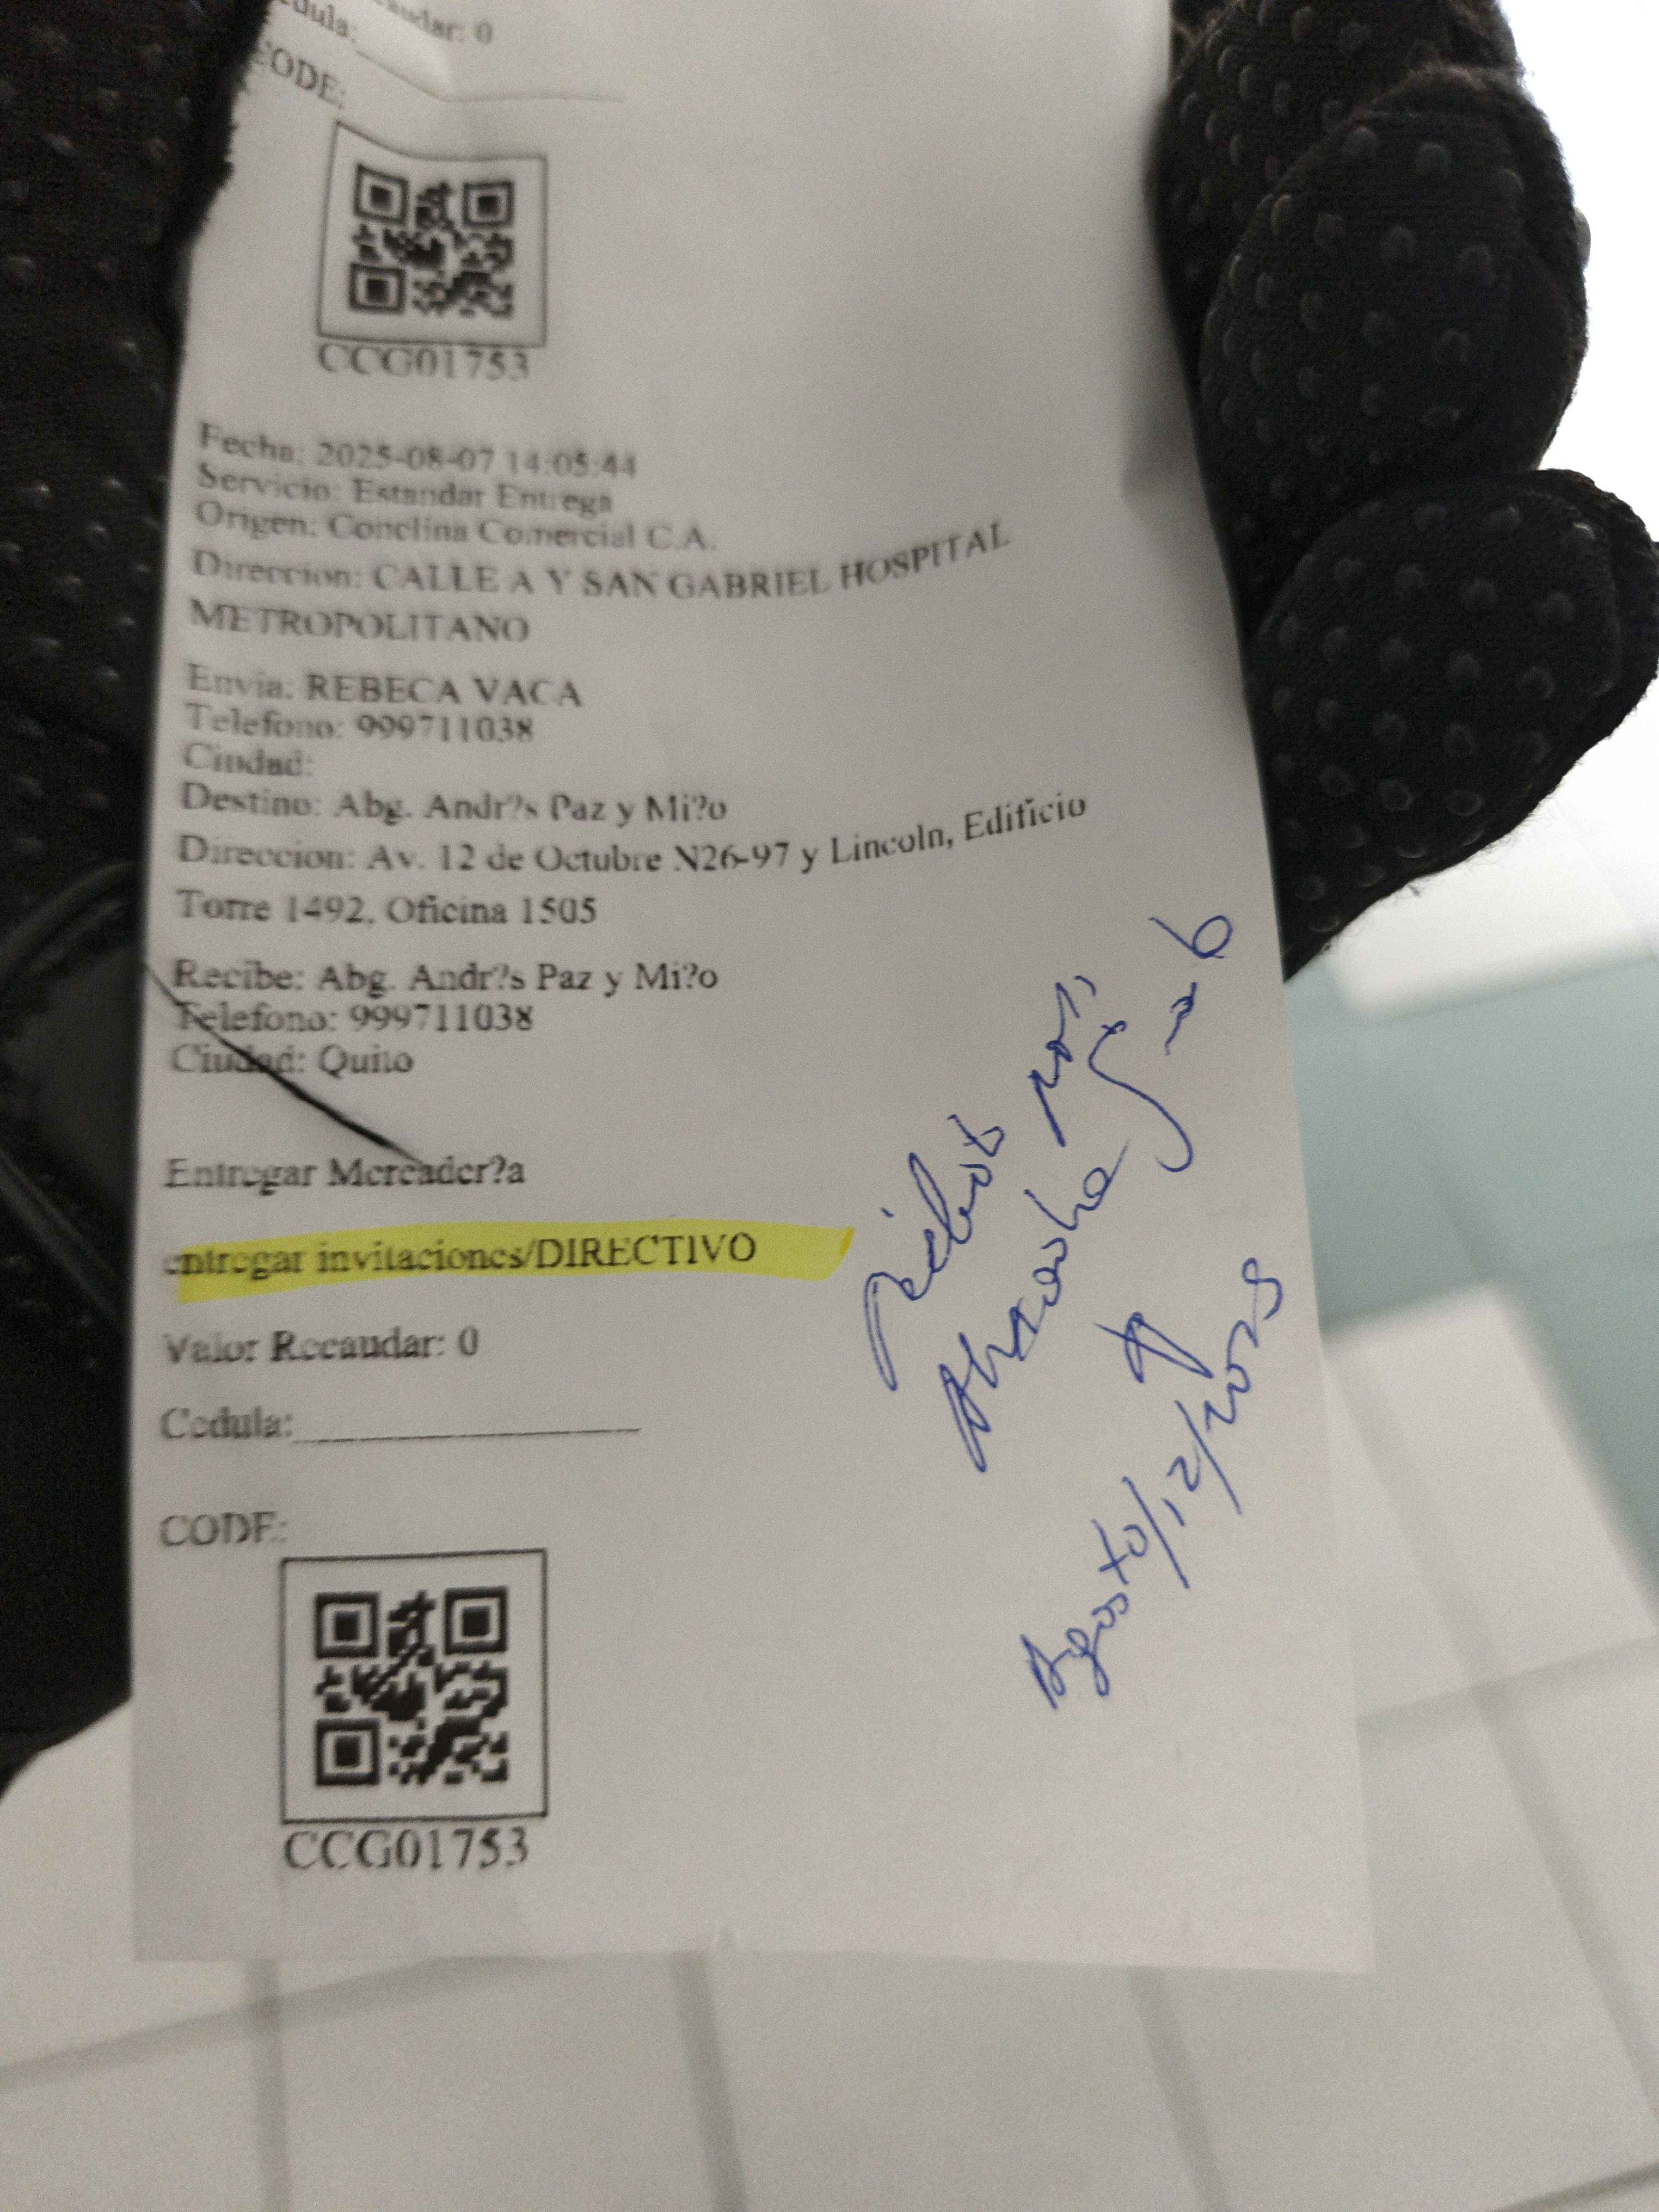 audar: 0
dula:
CODE:
CCG01753
Fecha: 2025-08-07 14:05:44
Servicio: Estandar Entrega
Origen: Conclina Comercial C.A.
Direccion: CALLE A Y SAN GABRIEL HOSPITAL
METROPOLITANO
Envia: REBECA VACA
Telefono: 999711038
Ciudad:
Destino: Abg. Andr?s Paz y Mi?o
Direccion: Av. 12 de Octubre N26-97 y Lincoln, Edificio
Torre 1492, Oficina 1505
Recibe: Abg. Andr?s Paz y Mi?o
Telefono: 999711038
Ciudad: Quito
Entregar Mercader?a
entregar invitaciones/DIRECTIVO
Valor Recaudar: 0
Cedula:
CODE:
CCG01753
Agosto/12/2025